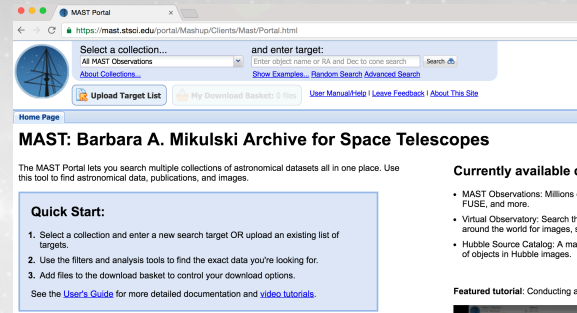 MAST Portal
https://mast.stsci.edu/portal/Mashup/Clients/Mast/Portal.html
Select a collection... and enter target:
All MAST Observations Enter object name or RA and Dec to cone search Search
About Collections... Show Examples... Random Search Advanced Search
Upload Target List My Download Basket: 0 files User Manual/Help | Leave Feedback | About This Site
Home Page
MAST: Barbara A. Mikulski Archive for Space Telescopes
The MAST Portal lets you search multiple collections of astronomical datasets all in one place. Use
this tool to find astronomical data, publications, and images.
Quick Start:
1. Select a collection and enter a new search target OR upload an existing list of
targets.
2. Use the filters and analysis tools to find the exact data you're looking for.
3. Add files to the download basket to control your download options.
See the User's Guide for more detailed documentation and video tutorials.
Currently available
• MAST Observations: Millions
FUSE, and more.
• Virtual Observatory: Search
around the world for images,
• Hubble Source Catalog: A
of objects in Hubble images.
Featured tutorial: Conducting